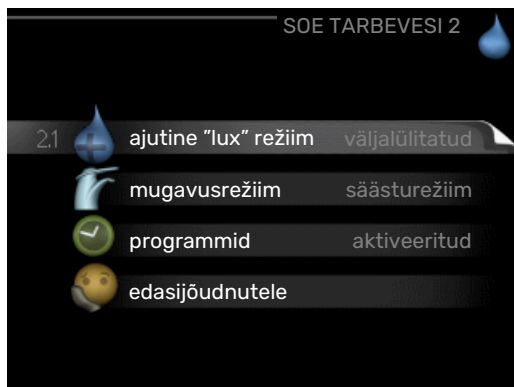 SOE TARBEVESI 2
2.1 ajutine "lux" režiim väljalülitatud
mugavusrežiim säästurežiim
programmid aktiveeritud
edasijõudnutele